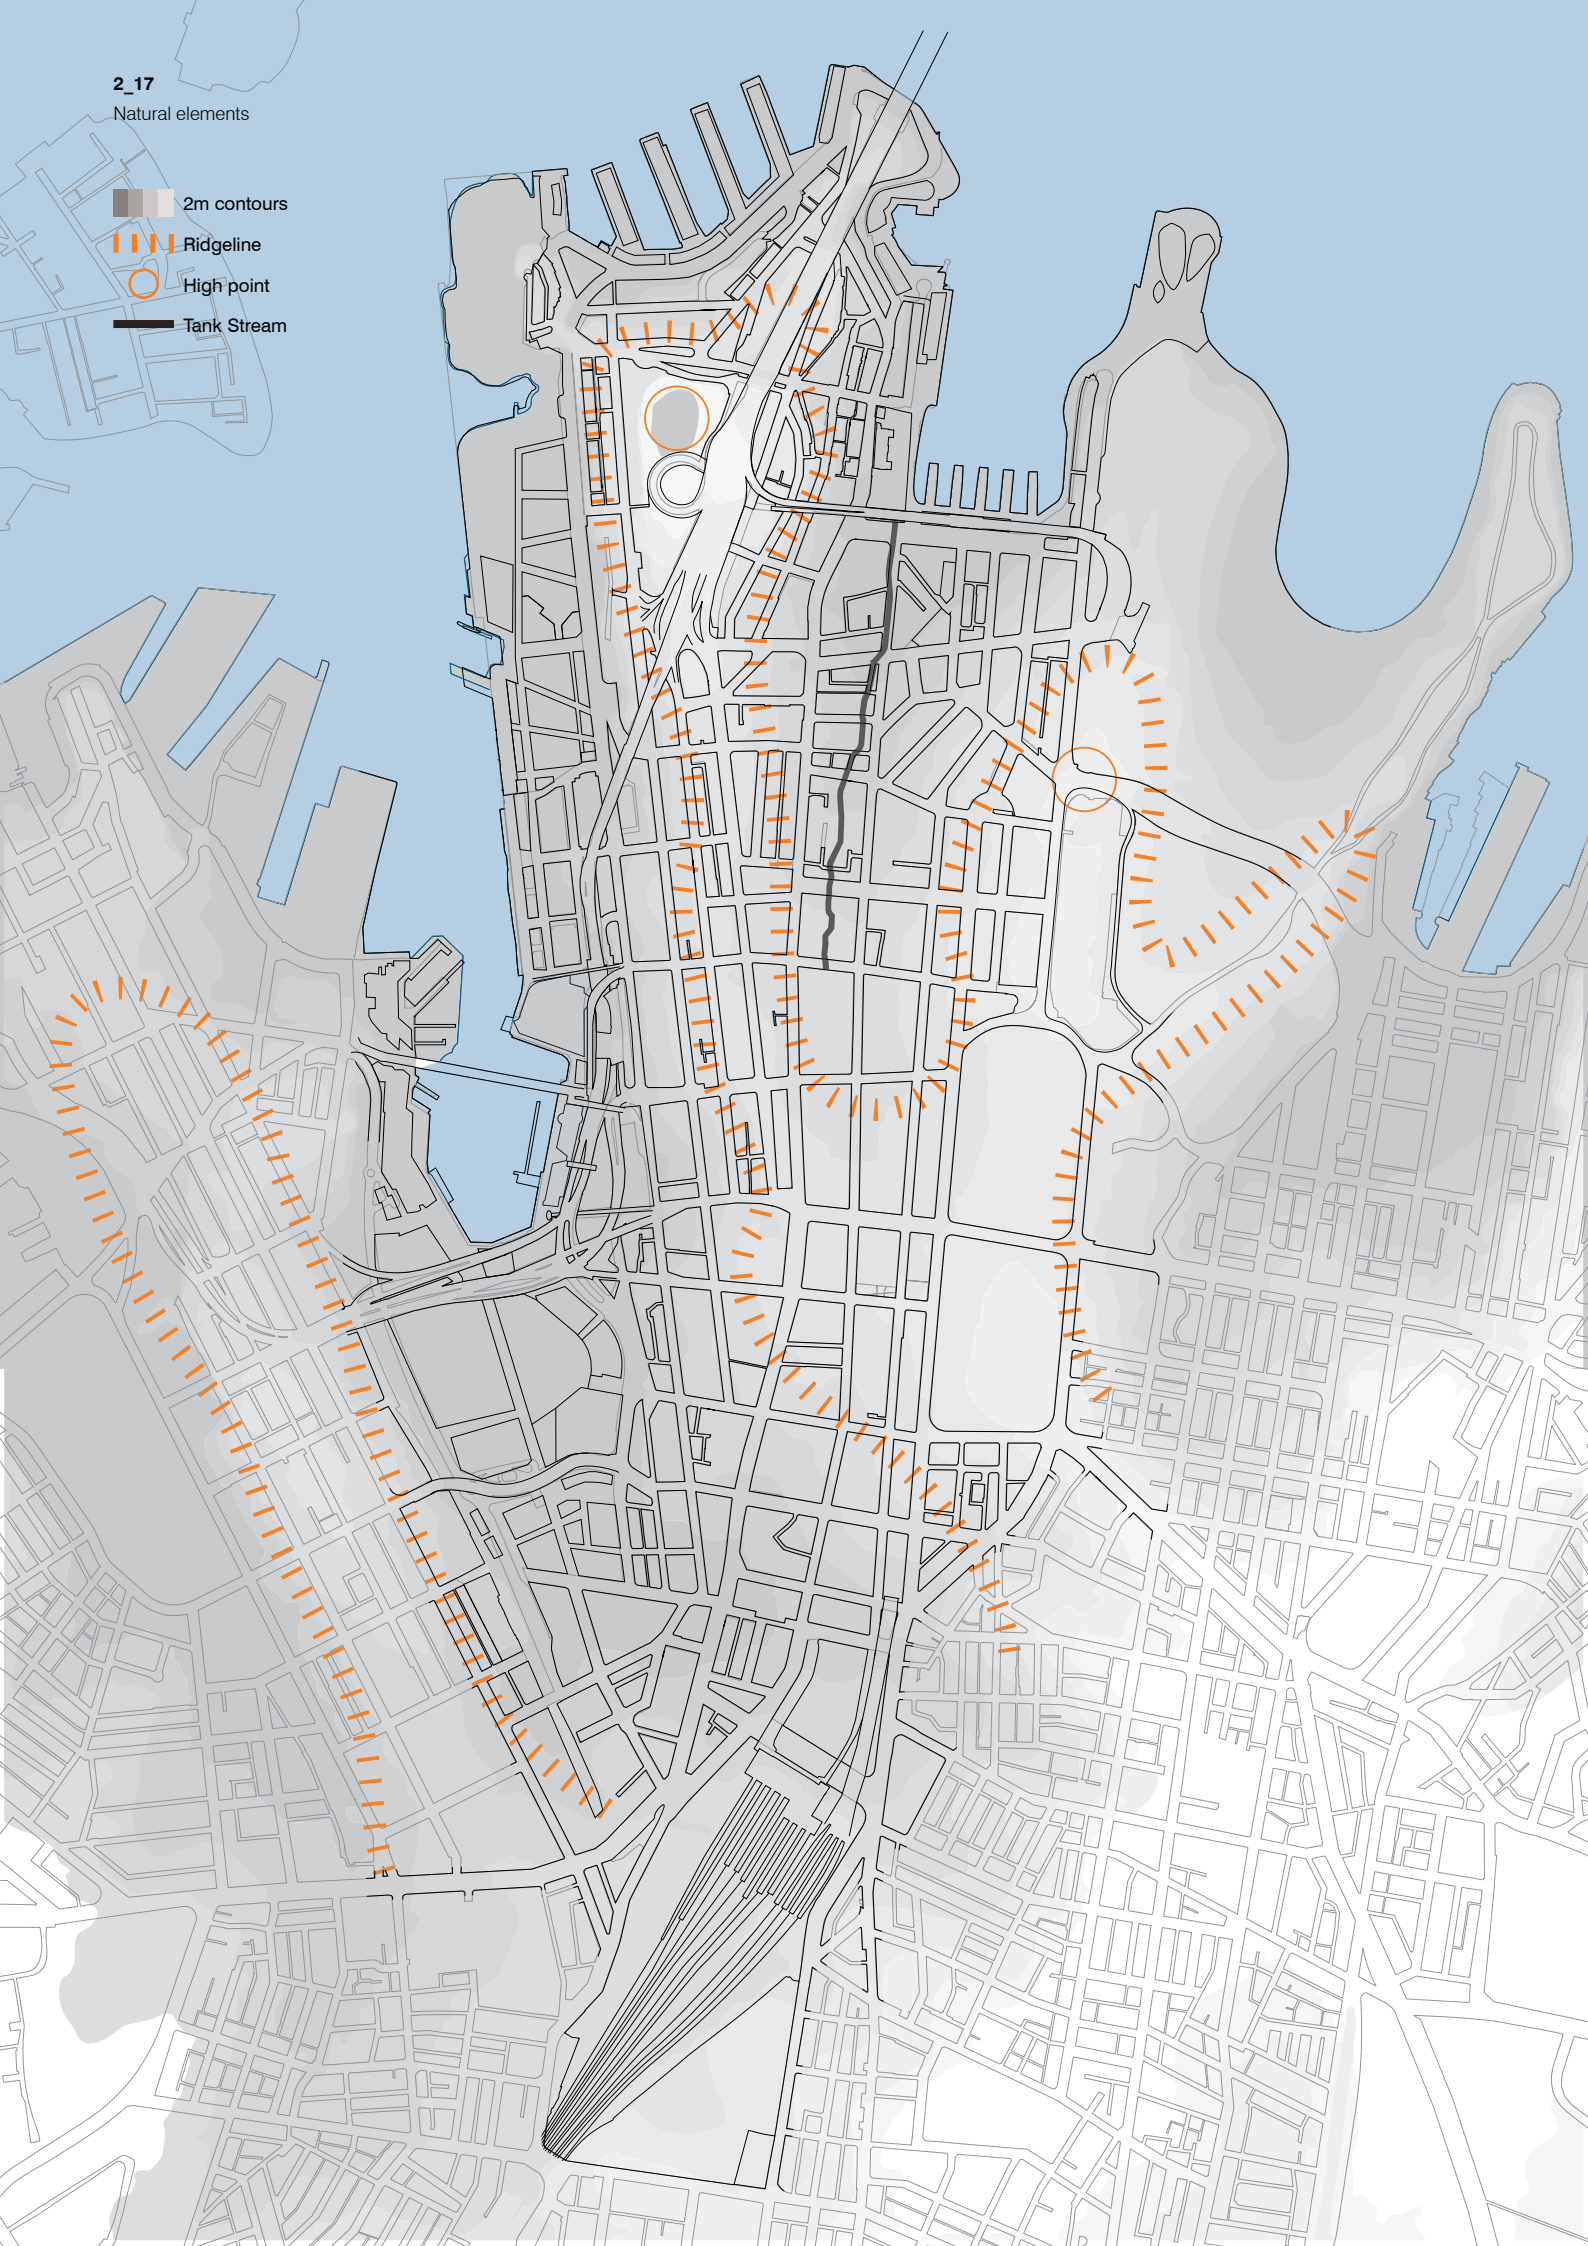 2_17
Natural elements
2m contours
Ridgeline
High point
Tank Stream